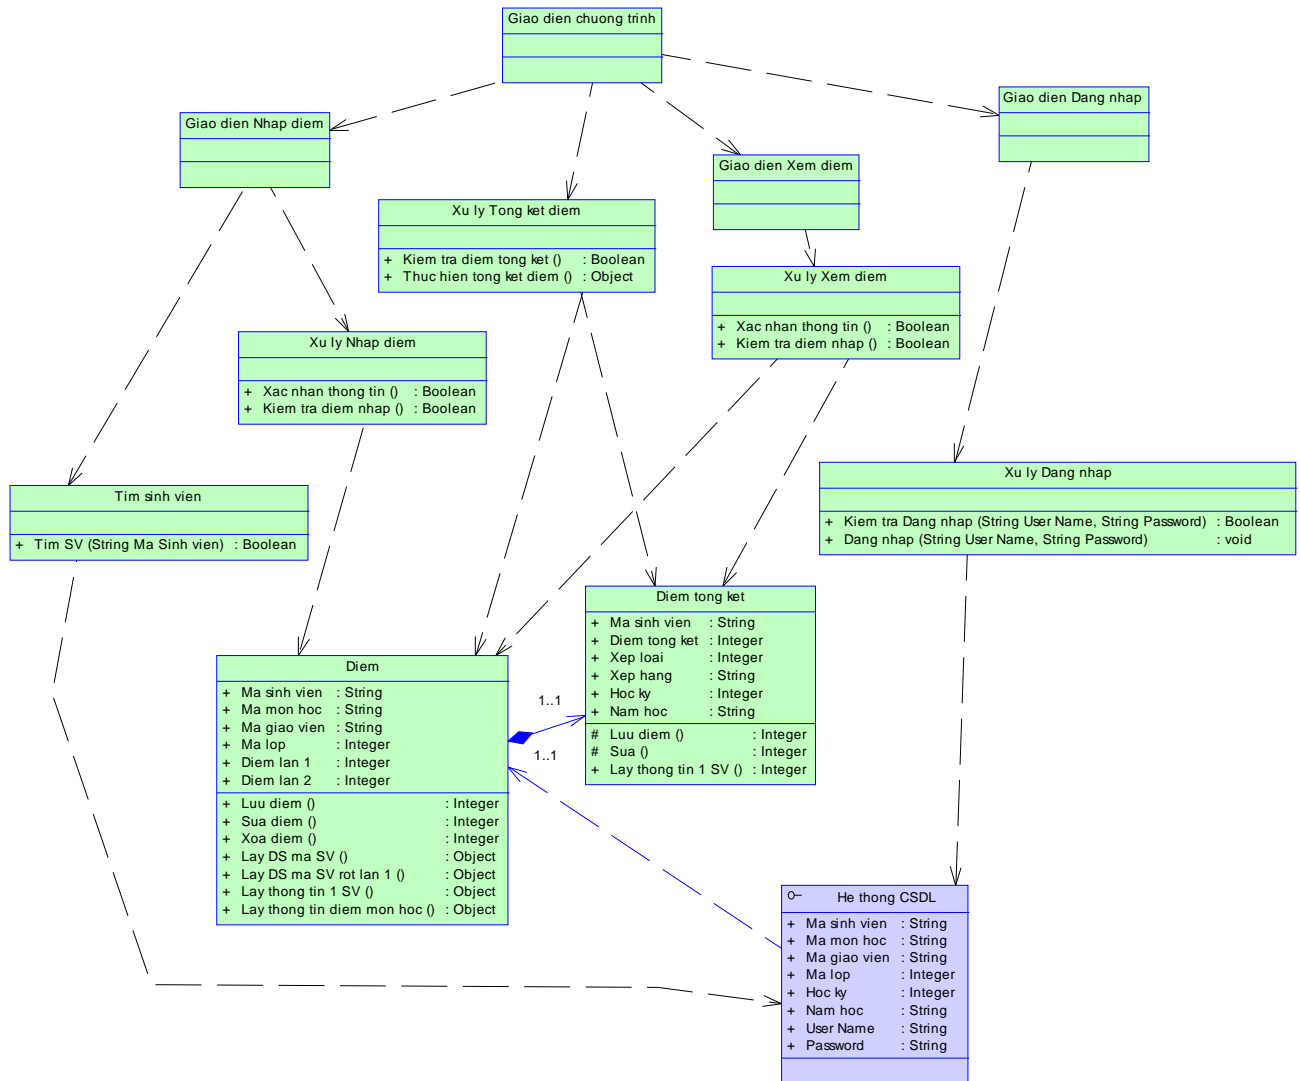 Giao dien chuong trinh
Giao dien Dang nhap
Giao dien Nhap diem
Giao dien Xem diem
Xu ly Tong ket diem
+ Kiem tra diem tong ket () : Boolean
+ Thuc hien tong ket diem () : Object
Xu ly Xem diem
+ Xac nhan thong tin () : Boolean
+ Kiem tra diem nhap () : Boolean
Xu ly Nhap diem
+ Xac nhan thong tin () : Boolean
+ Kiem tra diem nhap () : Boolean
Tim sinh vien
+ Tim SV (String Ma Sinh vien) : Boolean
Xu ly Dang nhap
+ Kiem tra Dang nhap (String User Name, String Password) : Boolean
+ Dang nhap (String User Name, String Password) : void
Diem tong ket
+ Ma sinh vien : String
+ Diem tong ket : Integer
+ Xep loai : Integer
+ Xep hang : String
+ Hoc ky : Integer
+ Nam hoc : String
# Luu diem () : Integer
# Sua () : Integer
+ Lay thong tin 1 SV () : Integer
Diem
+ Ma sinh vien : String
+ Ma mon hoc : String
+ Ma giao vien : String
+ Ma lop : Integer
+ Diem lan 1 : Integer
+ Diem lan 2 : Integer
+ Luu diem () : Integer
+ Sua diem () : Integer
+ Xoa diem () : Integer
+ Lay DS ma SV () : Object
+ Lay DS ma SV rot lan 1 () : Object
+ Lay thong tin 1 SV () : Object
+ Lay thong tin diem mon hoc () : Object
1..1
1..1
He thong CSDL
+ Ma sinh vien : String
+ Ma mon hoc : String
+ Ma giao vien : String
+ Ma lop : Integer
+ Hoc ky : Integer
+ Nam hoc : String
+ User Name : String
+ Password : String